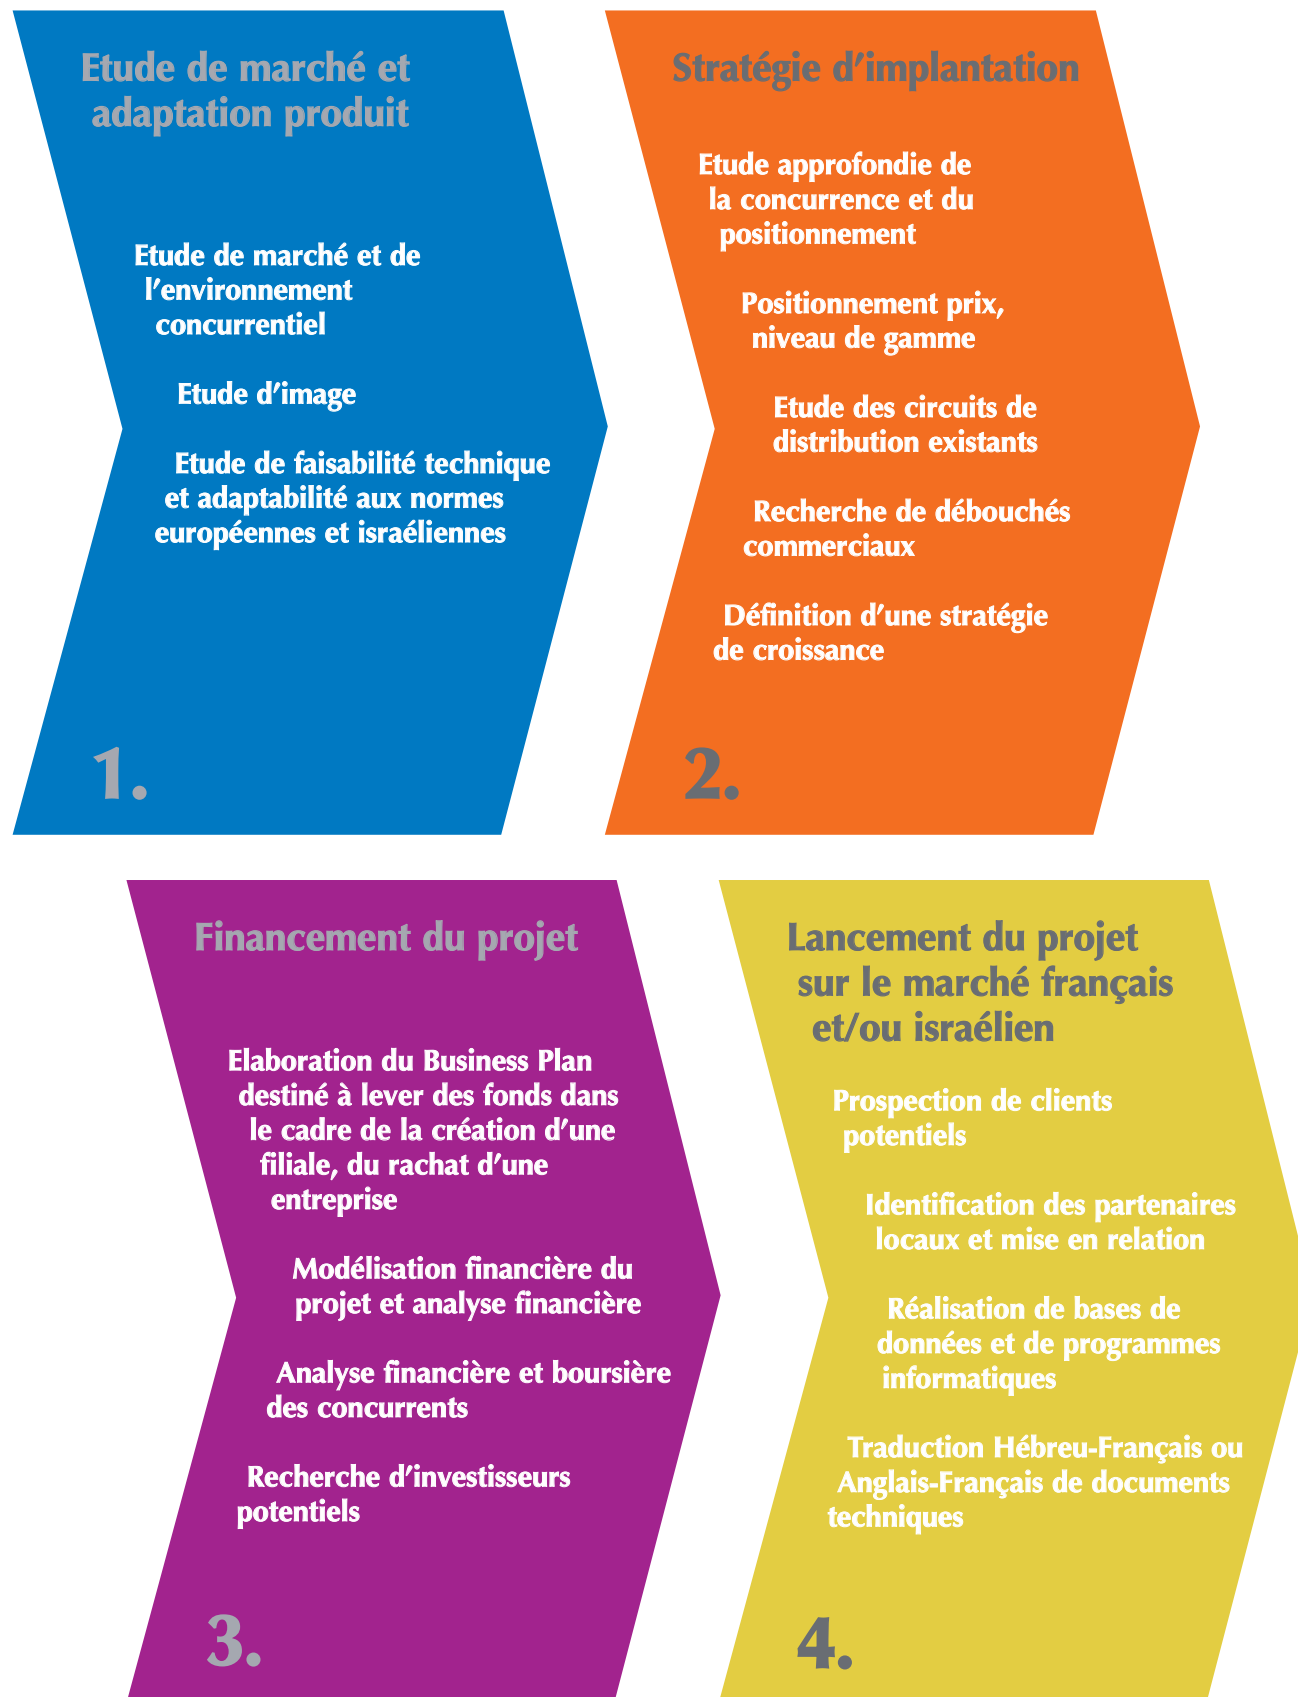 Etude de marché et
adaptation produit
Etude de marché et de
l’environnement
concurrentiel
Etude d’image
Etude de faisabilité technique
et adaptabilité aux normes
européennes et israéliennes
1.
Stratégie d’implantation
Etude approfondie de
la concurrence et du
positionnement
Positionnement prix,
niveau de gamme
Etude des circuits de
distribution existants
Recherche de débouchés
commerciaux
Définition d’une stratégie
de croissance
2.
Financement du projet
Elaboration du Business Plan
destiné à lever des fonds dans
le cadre de la création d’une
filiale, du rachat d’une
entreprise
Modélisation financière du
projet et analyse financière
Analyse financière et boursière
des concurrents
Recherche d’investisseurs
potentiels
3.
Lancement du projet
sur le marché français
et/ou israélien
Prospection de clients
potentiels
Identification des partenaires
locaux et mise en relation
Réalisation de bases de
données et de programmes
informatiques
Traduction Hébreu-Français ou
Anglais-Français de documents
techniques
4.